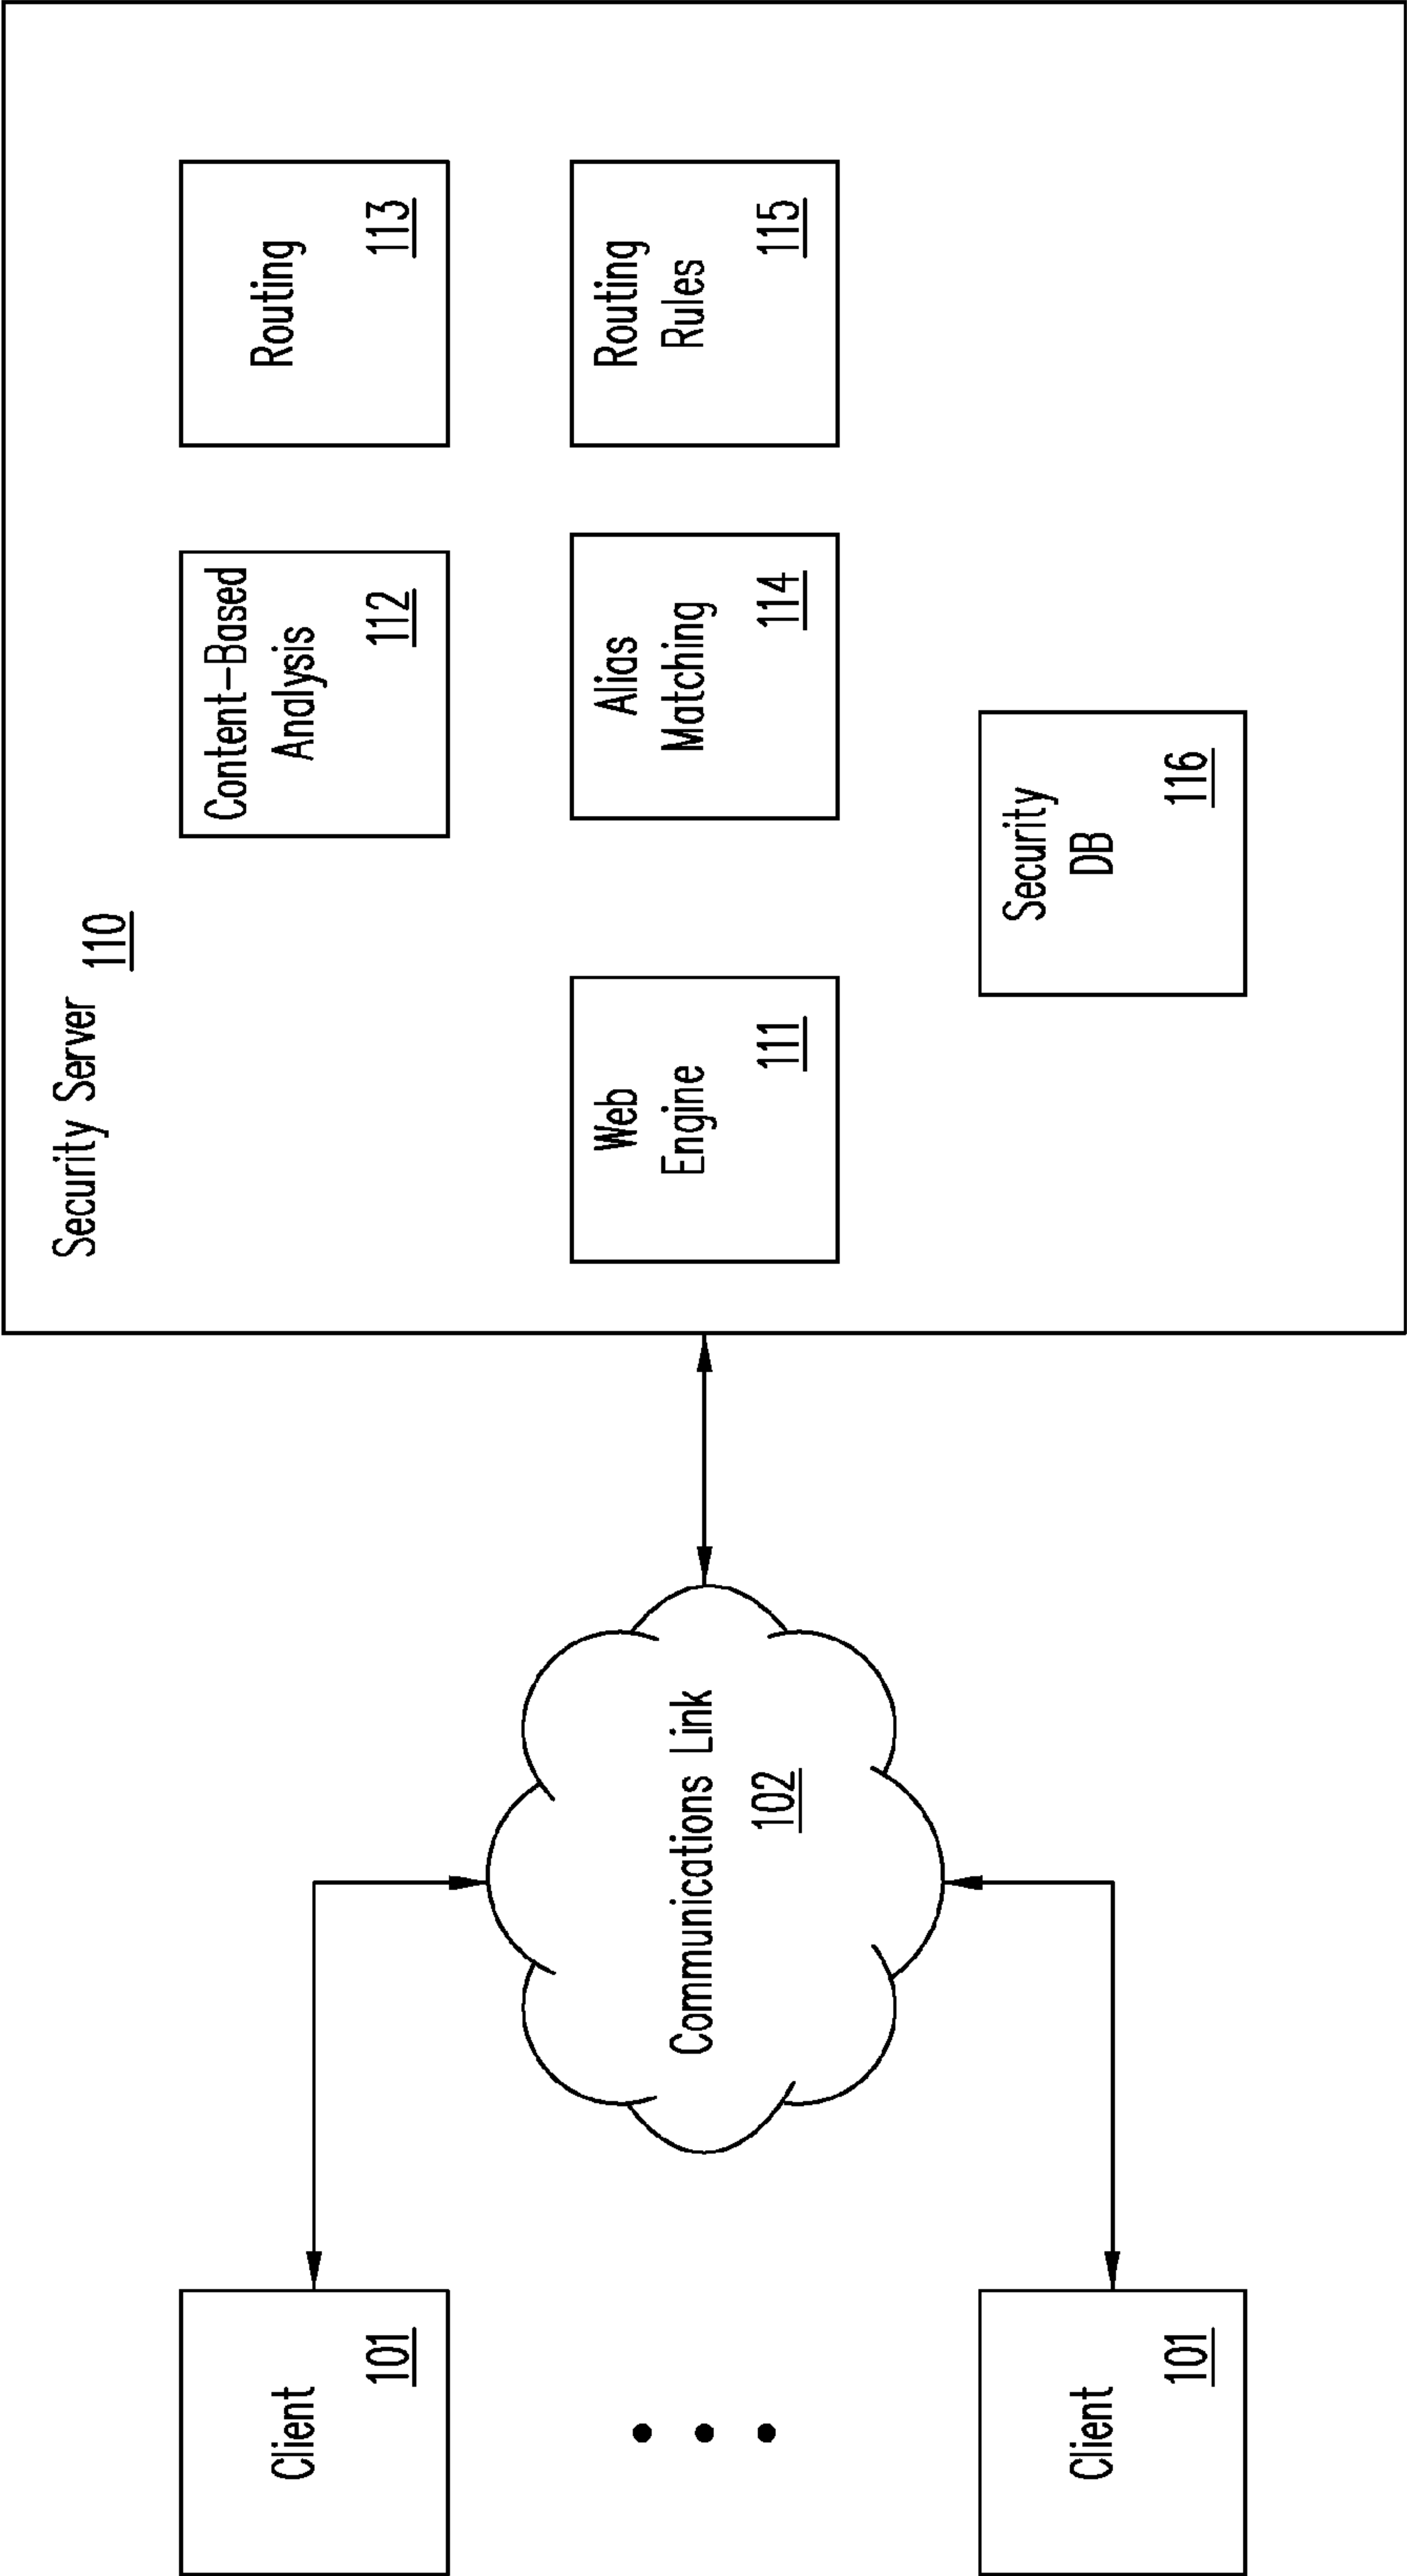 Client
101
Client
101
Communications Link
102
Security Server 110
Web
Engine
111
Content-Based
Analysis
112
Routing
113
Alias
Matching
114
Routing
Rules
115
Security
DB
116